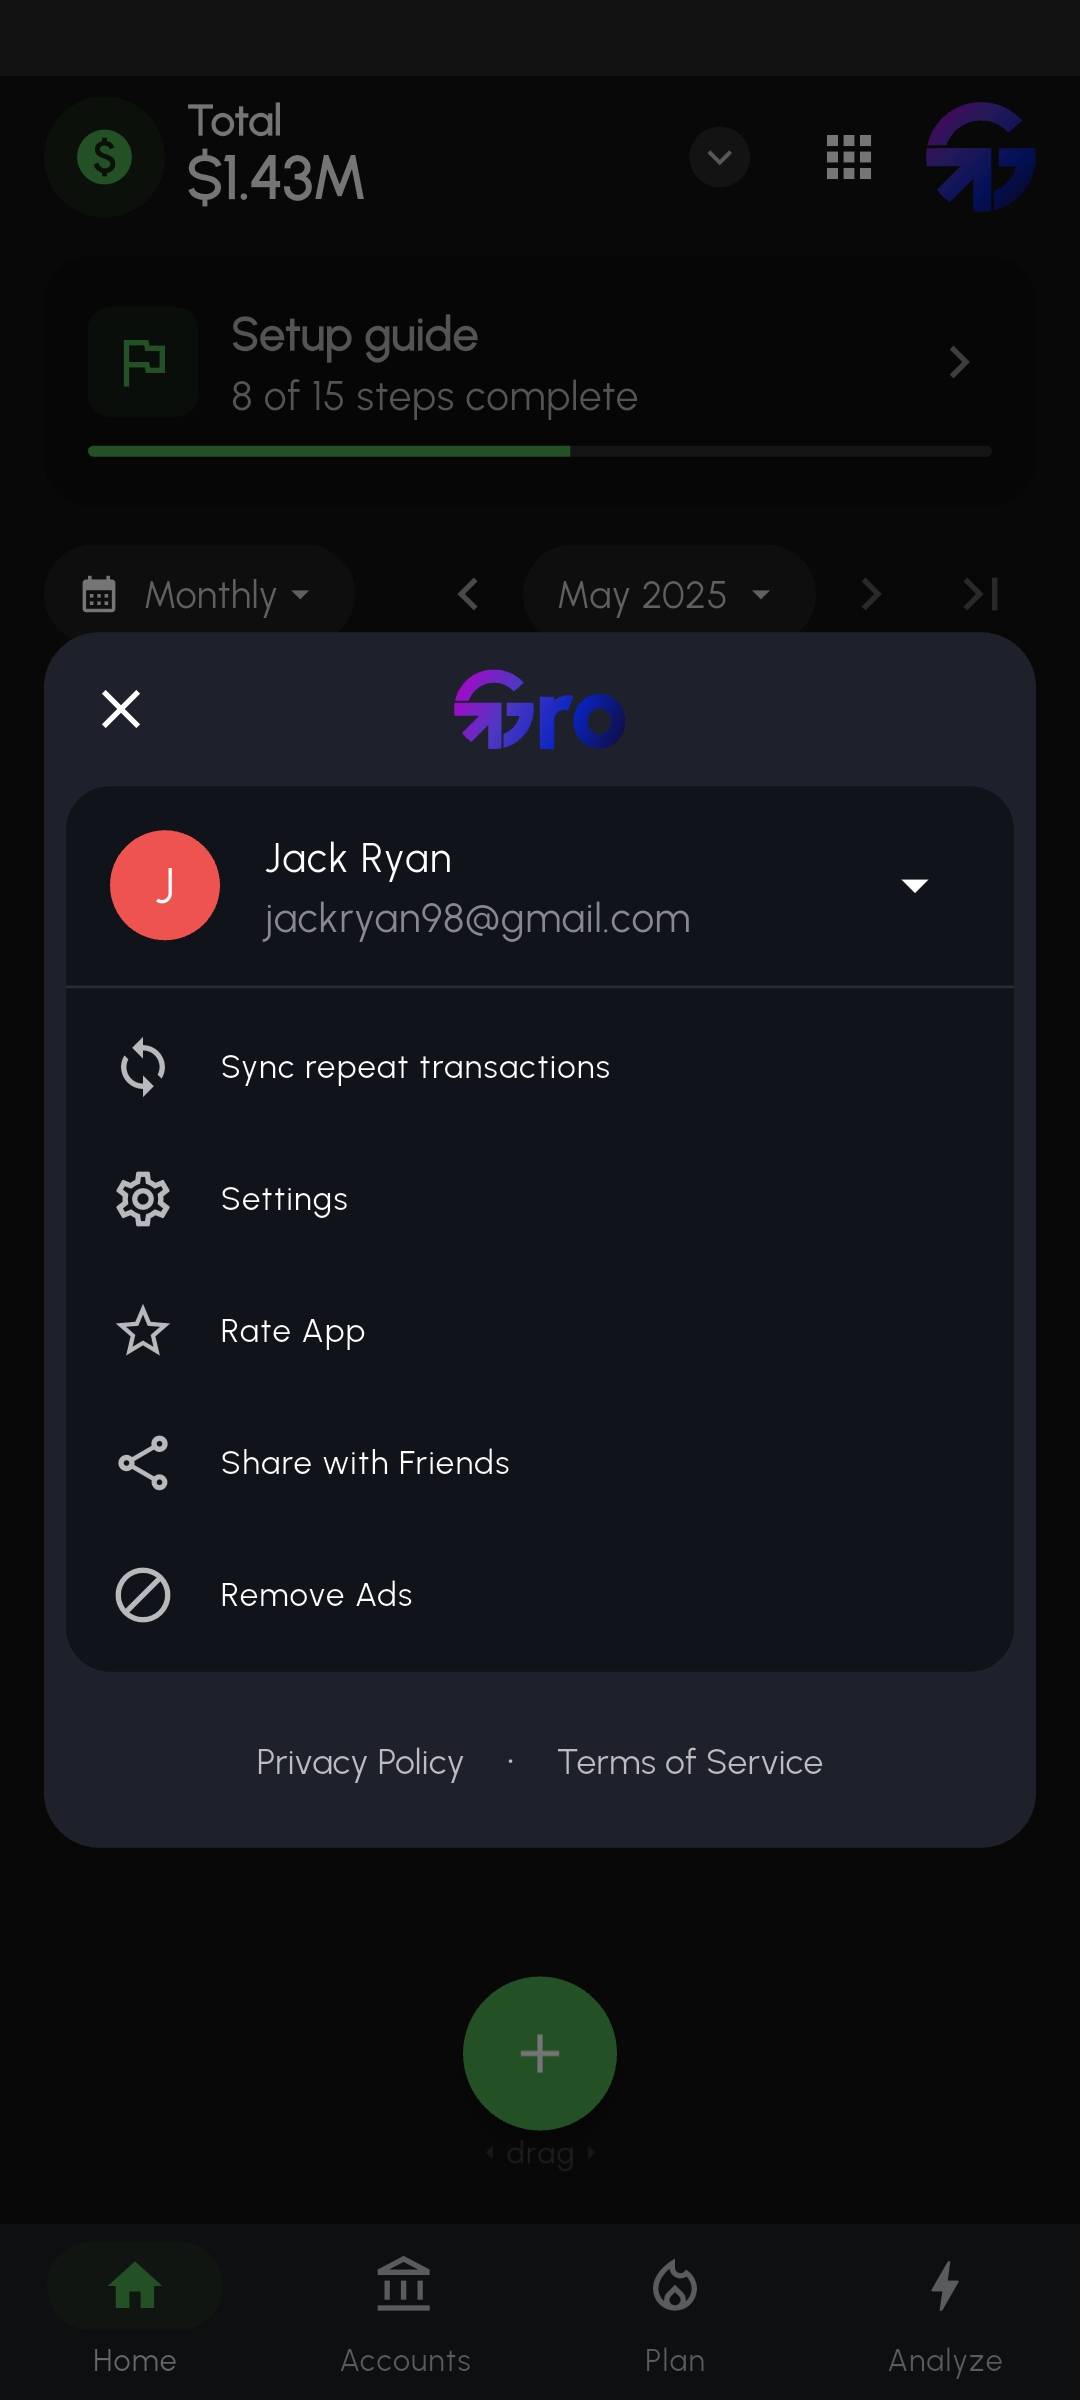 Total
$1.43M
Setup guide
8 of 15 steps complete
Monthly
May 2025
Gro
J
Jack Ryan
jackryan98@gmail.com
Sync repeat transactions
Settings
Rate App
Share with Friends
Remove Ads
Privacy Policy · Terms of Service
drag
Home Accounts Plan Analyze